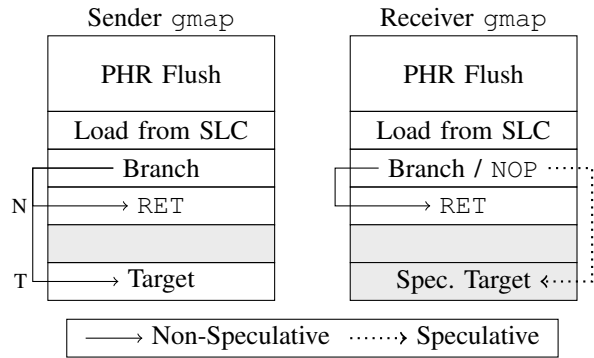 Sender gmap
PHR Flush
Load from SLC
Branch
N
RET
T
Target
Receiver gmap
PHR Flush
Load from SLC
Branch / NOP
RET
Spec. Target
Non-Speculative
Speculative